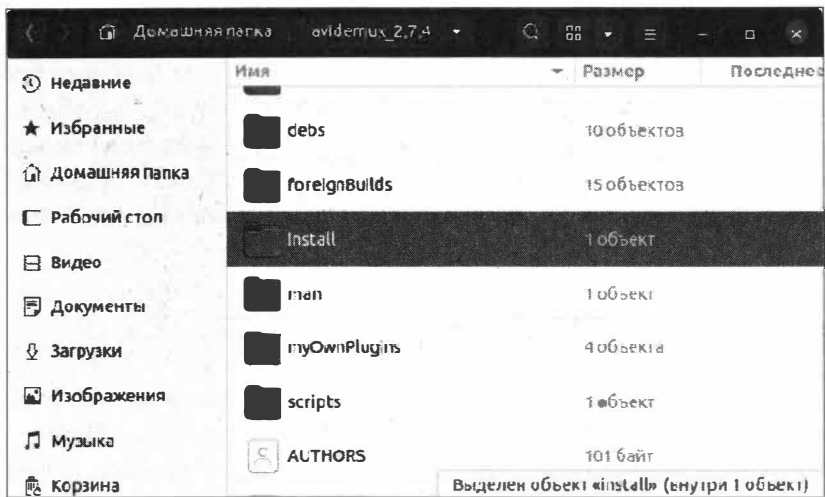 Домашняя папка avidemux_2.7.4
Имя Размер Последнее
Недавние
Избранные
Домашняя папка
Рабочий стол
Видео
Документы
Загрузки
Изображения
Музыка
Корзина
debs 10 объектов
foreignBuilds 15 объектов
install 1 объект
man 1 объект
myOwnPlugins 4 объекта
scripts 1 объект
AUTHORS 101 байт
Выделен объект «install» (внутри 1 объект)